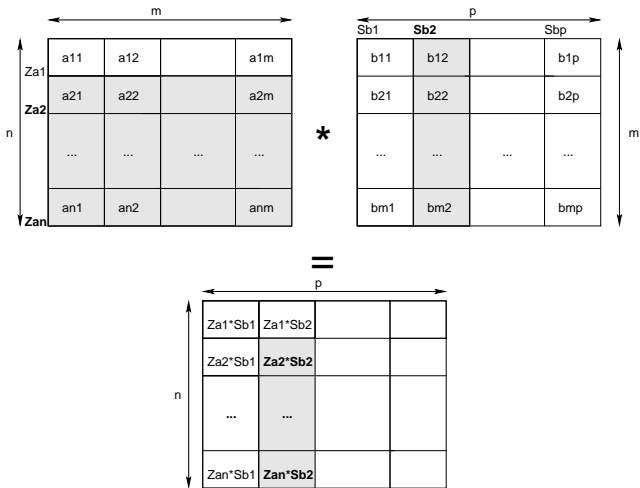 m
p
Sb1 Sb2 Sbp
a11 a12 a1m
b11 b12 b1p
Za1
a21 a22 a2m
b21 b22 b2p
Za2
n
*
m
... ... ... ...
... ... ... ...
an1 an2 anm
bm1 bm2 bmp
Zan
=
p
Za1*Sb1 Za1*Sb2
Za2*Sb1 Za2*Sb2
n
... ...
Zan*Sb1 Zan*Sb2